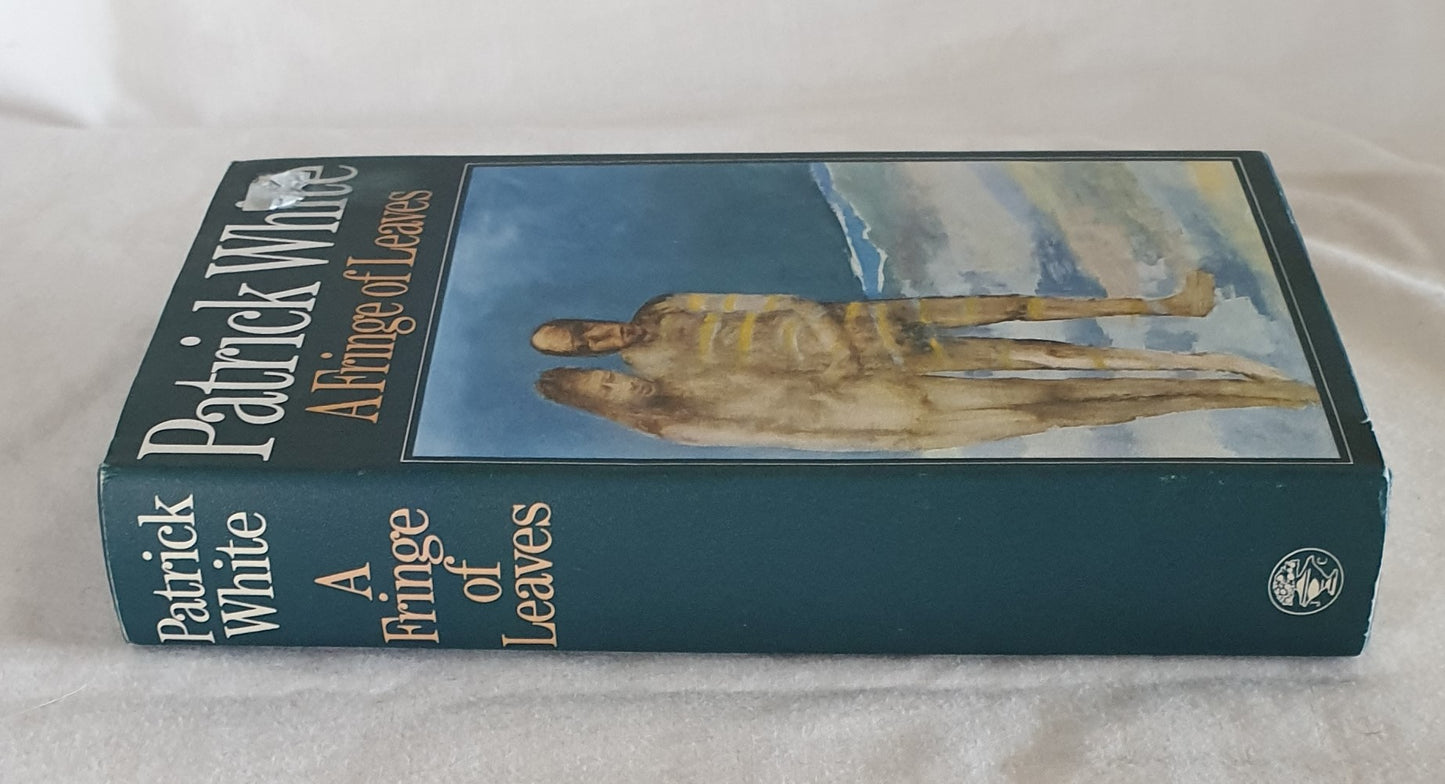 Patrick White
A Fringe of Leaves
Patrick
White
A
Fringe
of
Leaves
J C